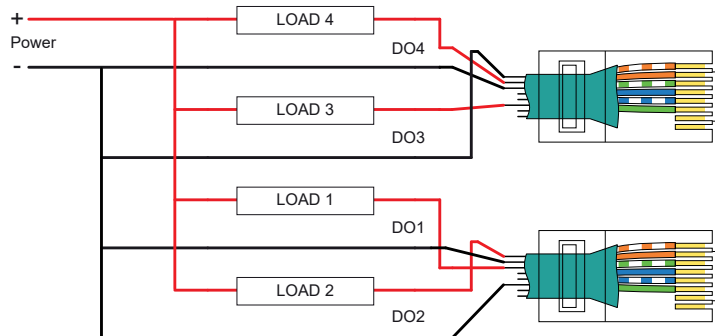 +
LOAD 4
Power
DO4
-
LOAD 3
DO3
LOAD 1
DO1
LOAD 2
DO2